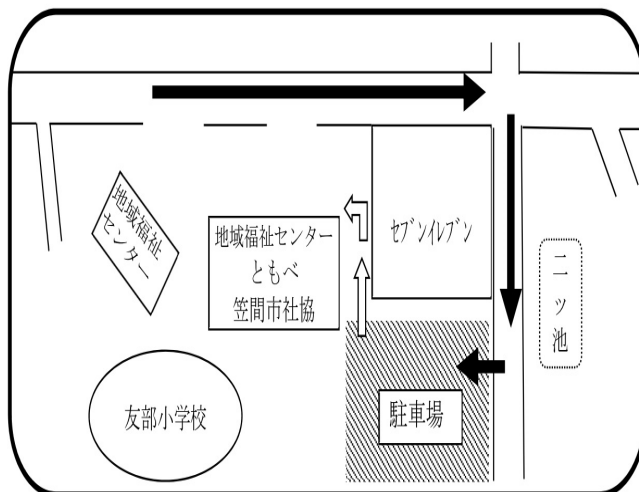 地域福祉
センター
地域福祉センター
ともべ
笠間市社協
セブンイレブン
二ッ池
友部小学校
駐車場